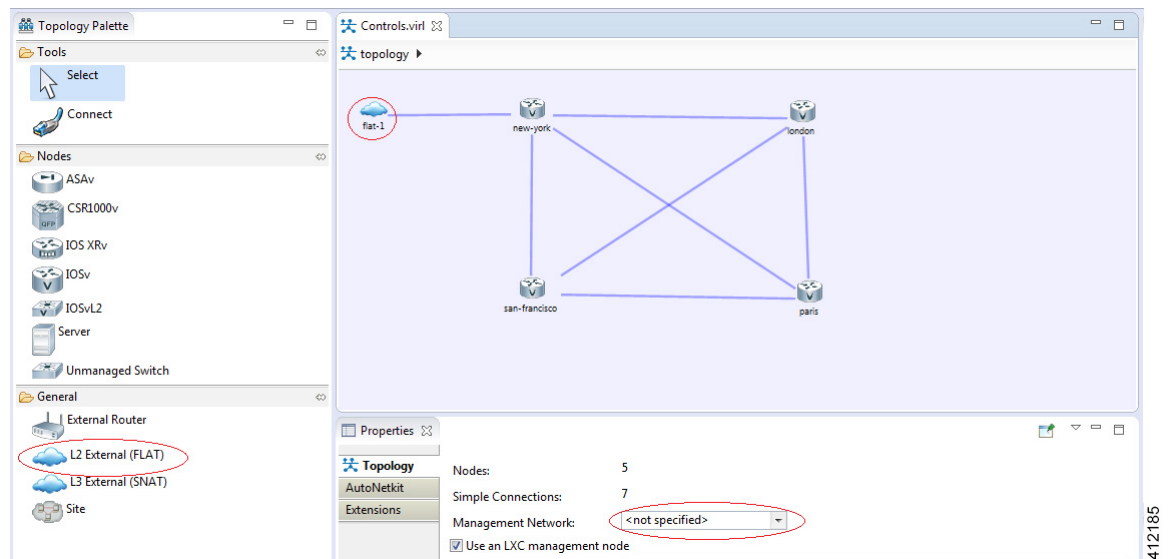 Topology Palette
Tools
Select
Connect
Nodes
ASAv
CSR1000v
QFP
IOS XRv
IOSv
V
IOSvL2
V
Server
Unmanaged Switch
General
External Router
L2 External (FLAT)
L3 External (SNAT)
Site
Controls.virl
topology
flat-1
V
new-york
V
london
V
san-francisco
V
paris
Properties
Topology
AutoNetkit
Extensions
Nodes: 5
Simple Connections: 7
Management Network: <not specified>
Use an LXC management node
412185